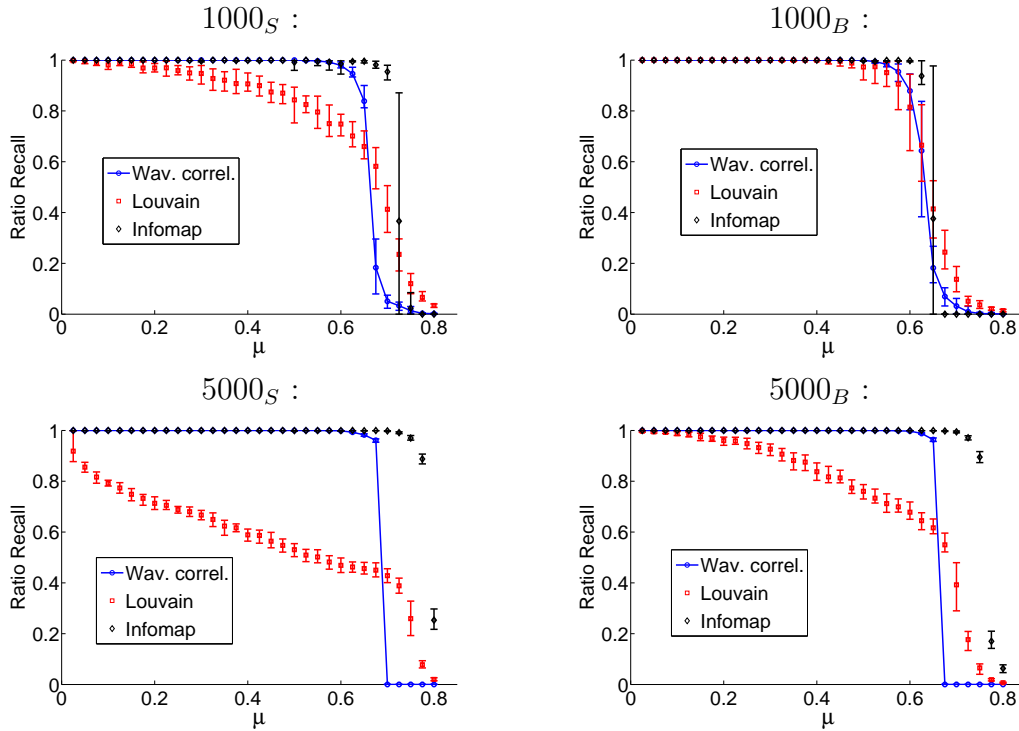 1000S :
Ratio Recall
1
0.8
0.6
0.4
0.2
0
0 0.2 0.4 0.6 0.8
μ
Wav. correl.
Louvain
Infomap
1000B :
Ratio Recall
1
0.8
0.6
0.4
0.2
0
0 0.2 0.4 0.6 0.8
μ
Wav. correl.
Louvain
Infomap
5000S :
Ratio Recall
1
0.8
0.6
0.4
0.2
0
0 0.2 0.4 0.6 0.8
μ
Wav. correl.
Louvain
Infomap
5000B :
Ratio Recall
1
0.8
0.6
0.4
0.2
0
0 0.2 0.4 0.6 0.8
μ
Wav. correl.
Louvain
Infomap